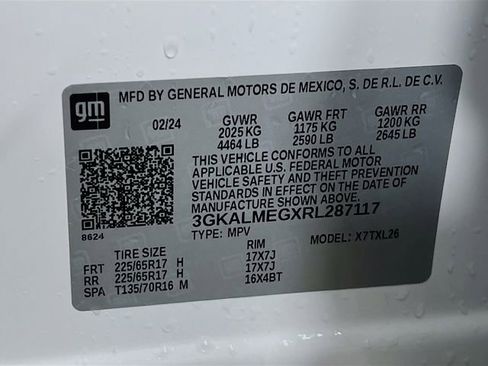 gm
MFD BY GENERAL MOTORS DE MEXICO, S. DE R.L. DE C.V.
02/24 GVWR GAWR FRT GAWR RR
2025 KG 1175 KG 1200 KG
4464 LB 2590 LB 2645 LB
THIS VEHICLE CONFORMS TO ALL
APPLICABLE U.S. FEDERAL MOTOR
VEHICLE SAFETY AND THEFT PREVENTION
STANDARDS IN EFFECT ON THE DATE OF
MANUFACTURE SHOWN ABOVE.
3GKALMEGXRL287117
8624 TYPE: MPV MODEL: X7TXL26
TIRE SIZE RIM
FRT 225/65R17 H 17X7J
RR 225/65R17 H 17X7J
SPA T135/70R16 M 16X4BT